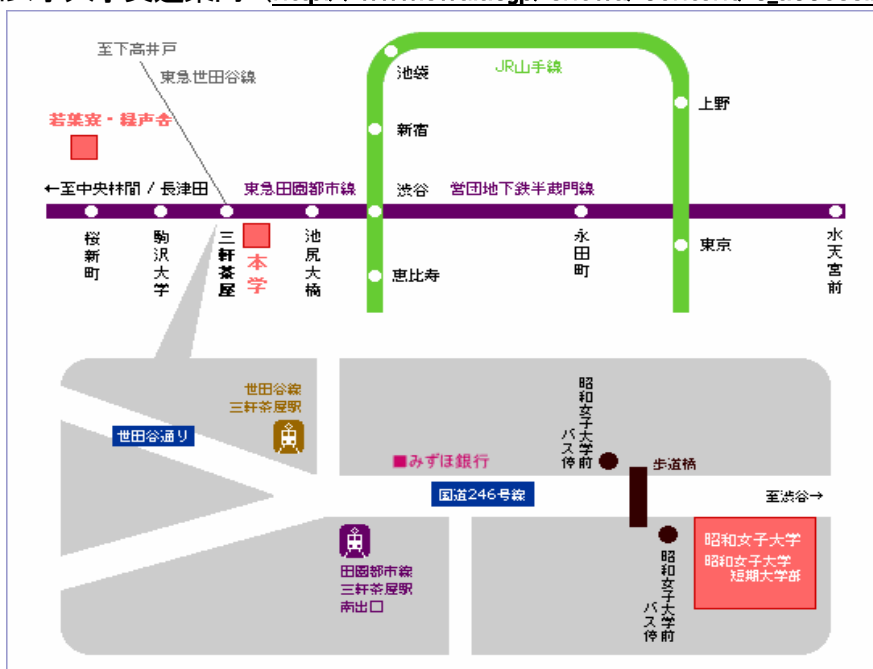 至下高井戸
東急世田谷線
池袋
JR山手線
上野
新宿
若葉寮・経声舎
←至中央林間 / 長津田
東急田園都市線
渋谷
営団地下鉄半蔵門線
桜新町
駒沢大学
三軒茶屋
本学
池尻大橋
恵比寿
永田町
東京
水天宮前
世田谷線
三軒茶屋駅
世田谷通り
■みずほ銀行
昭和女子大学前
バス停
歩道橋
国道246号線
至渋谷→
田園都市線
三軒茶屋駅
南出口
昭和女子大学前
バス停
昭和女子大学
昭和女子大学
短期大学部